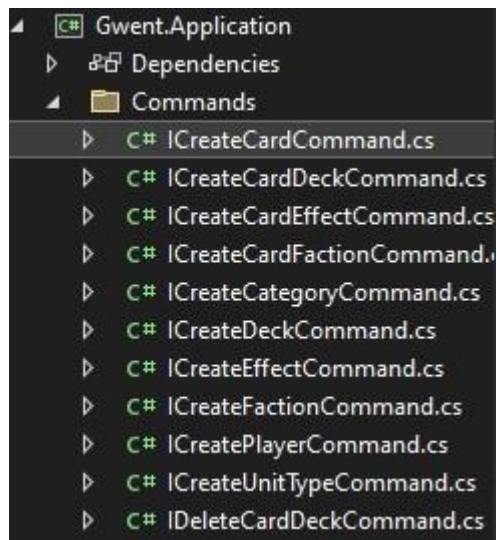 C# Gwent.Application
Dependencies
Commands
C# ICreateCardCommand.cs
C# ICreateCardDeckCommand.cs
C# ICreateCardEffectCommand.cs
C# ICreateCardFactionCommand.
C# ICreateCategoryCommand.cs
C# ICreateDeckCommand.cs
C# ICreateEffectCommand.cs
C# ICreateFactionCommand.cs
C# ICreatePlayerCommand.cs
C# ICreateUnitTypeCommand.cs
C# IDeleteCardDeckCommand.cs